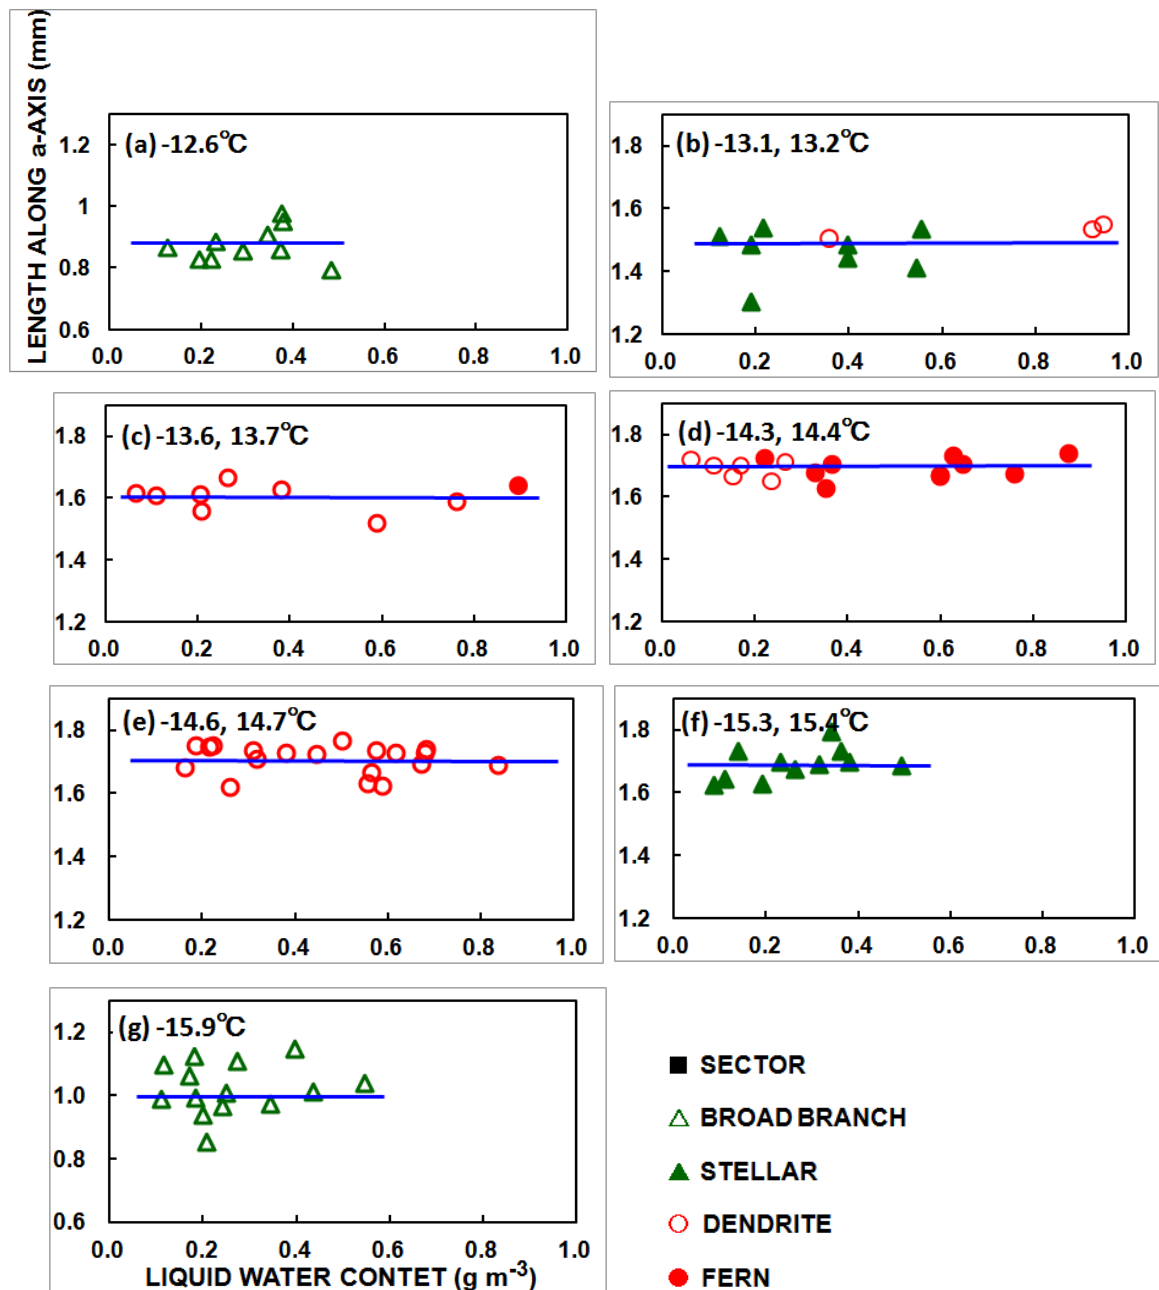 LENGTH ALONG a-AXIS (mm)
(a) -12.6°C
1.2
1
0.8
0.6
0.0 0.2 0.4 0.6 0.8 1.0
(b) -13.1, 13.2°C
1.8
1.6
1.4
1.2
0.0 0.2 0.4 0.6 0.8 1.0
(c) -13.6, 13.7°C
1.8
1.6
1.4
1.2
0.0 0.2 0.4 0.6 0.8 1.0
(d) -14.3, 14.4°C
1.8
1.6
1.4
1.2
0.0 0.2 0.4 0.6 0.8 1.0
(e) -14.6, 14.7°C
1.8
1.6
1.4
1.2
0.0 0.2 0.4 0.6 0.8 1.0
(f) -15.3, 15.4°C
1.8
1.6
1.4
1.2
0.0 0.2 0.4 0.6 0.8 1.0
(g) -15.9°C
1.2
1.0
0.8
0.6
0.0 0.2 0.4 0.6 0.8 1.0
LIQUID WATER CONTET (g m-3)
SECTOR
BROAD BRANCH
STELLAR
DENDRITE
FERN